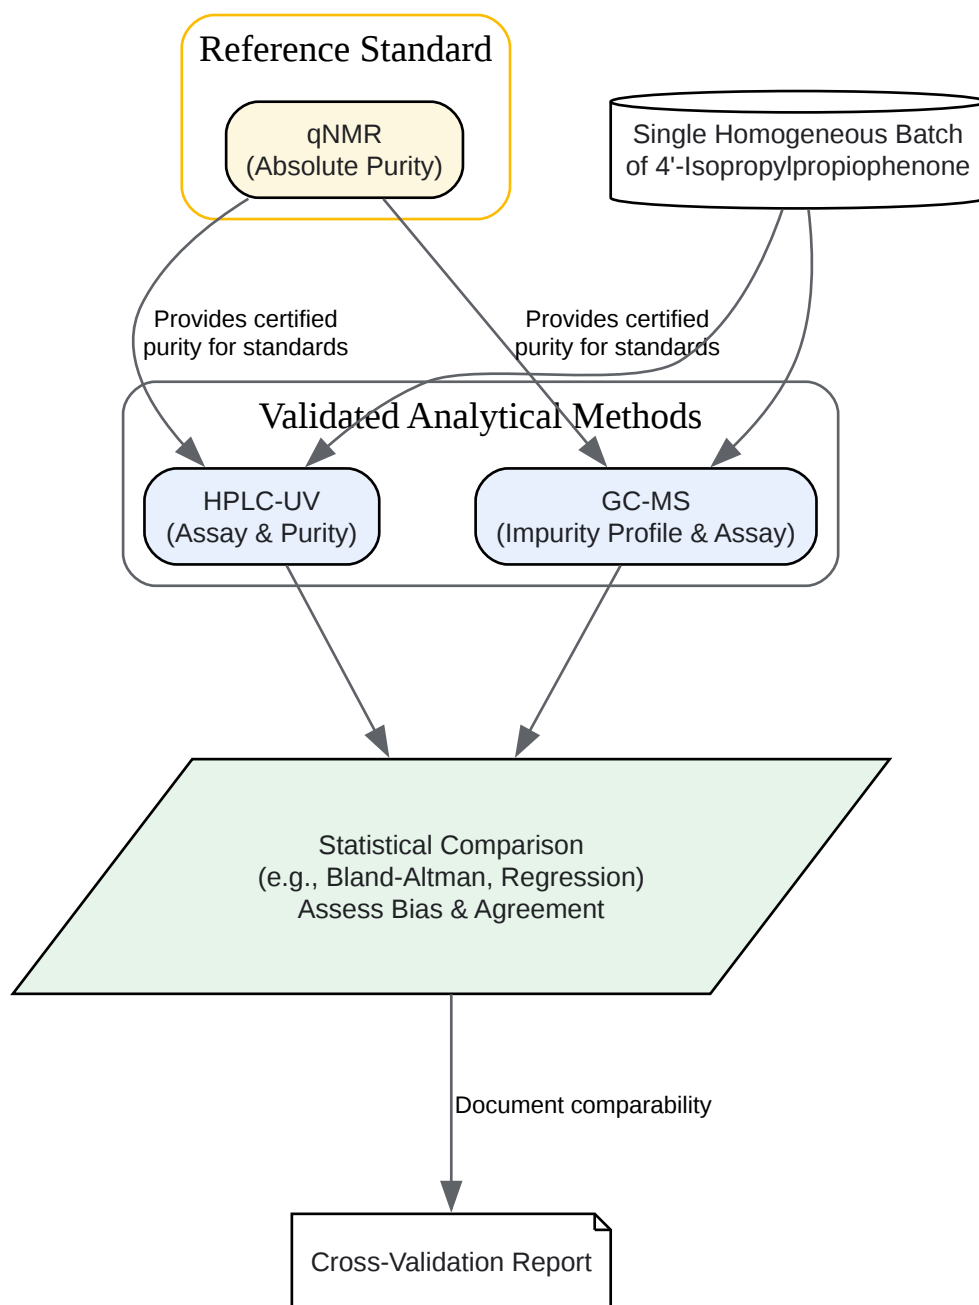 Reference Standard
qNMR
(Absolute Purity)
Single Homogeneous Batch
of 4'-Isopropylpropiophenone
Provides certified
purity for standards
Provides certified
purity for standards
Validated Analytical Methods
HPLC-UV
(Assay & Purity)
GC-MS
(Impurity Profile & Assay)
Statistical Comparison
(e.g., Bland-Altman, Regression)
Assess Bias & Agreement
Document comparability
Cross-Validation Report